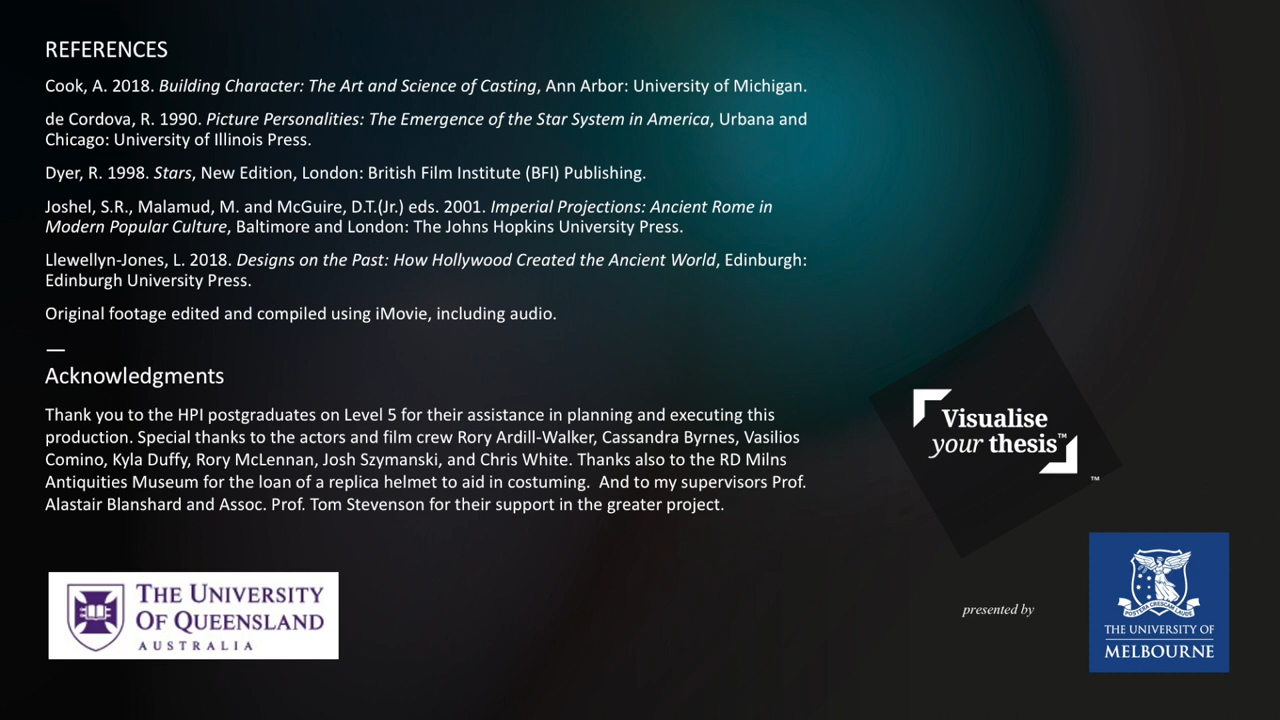 REFERENCES
Cook, A. 2018. Building Character: The Art and Science of Casting, Ann Arbor: University of Michigan.
de Cordova, R. 1990. Picture Personalities: The Emergence of the Star System in America, Urbana and
Chicago: University of Illinois Press.
Dyer, R. 1998. Stars, New Edition, London: British Film Institute (BFI) Publishing.
Joshel, S.R., Malamud, M. and McGuire, D.T.(Jr.) eds. 2001. Imperial Projections: Ancient Rome in
Modern Popular Culture, Baltimore and London: The Johns Hopkins University Press.
Llewellyn-Jones, L. 2018. Designs on the Past: How Hollywood Created the Ancient World, Edinburgh:
Edinburgh University Press.
Original footage edited and compiled using iMovie, including audio.
—
Acknowledgments
Thank you to the HPI postgraduates on Level 5 for their assistance in planning and executing this
production. Special thanks to the actors and film crew Rory Ardill-Walker, Cassandra Byrnes, Vasilios
Comino, Kyla Duffy, Rory McLennan, Josh Szymanski, and Chris White. Thanks also to the RD Milns
Antiquities Museum for the loan of a replica helmet to aid in costuming.  And to my supervisors Prof.
Alastair Blanshard and Assoc. Prof. Tom Stevenson for their support in the greater project.
Visualise
your thesis™
™
THE UNIVERSITY
OF QUEENSLAND
AUSTRALIA
presented by
POSTERA CRESCAM LAUDE
THE UNIVERSITY OF
MELBOURNE